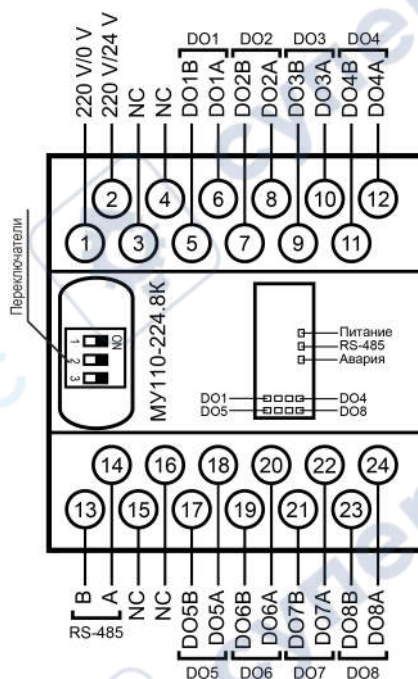 DO1 DO2 DO3 DO4
220 V/0 V
220 V/24 V
NC
NC
DO1B
DO1A
DO2B
DO2A
DO3B
DO3A
DO4B
DO4A
2 4 6 8 10 12
1 3 5 7 9 11
Переключатели
ON
1
2
3
МУ110-224.8К
Питание
RS-485
Авария
DO1 DO4
DO5 DO8
14 16 18 20 22 24
13 15 17 19 21 23
B
A
NC
NC
DO5B
DO5A
DO6B
DO6A
DO7B
DO7A
DO8B
DO8A
RS-485
DO5 DO6 DO7 DO8